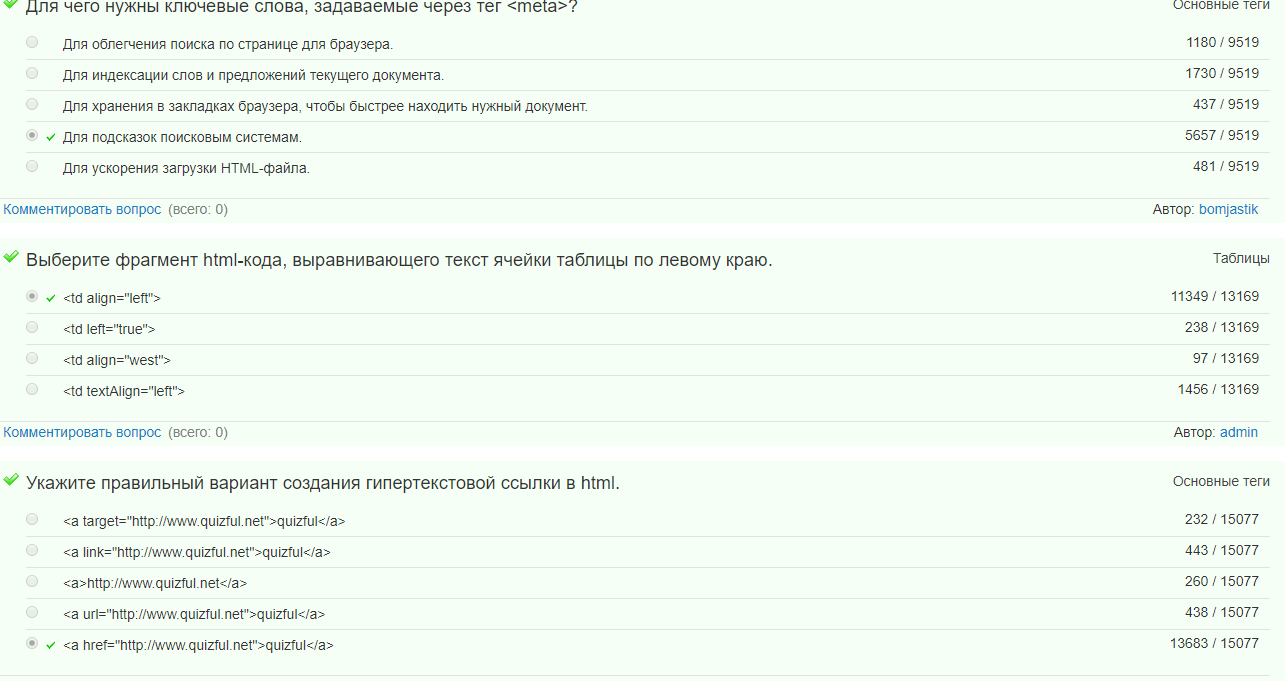 Для чего нужны ключевые слова, задаваемые через тег <meta>? Основные теги
Для облегчения поиска по странице для браузера. 1180 / 9519
Для индексации слов и предложений текущего документа. 1730 / 9519
Для хранения в закладках браузера, чтобы быстрее находить нужный документ. 437 / 9519
Для подсказок поисковым системам. 5657 / 9519
Для ускорения загрузки HTML-файла. 481 / 9519
Комментировать вопрос (всего: 0) Автор: bomjastik
Выберите фрагмент html-кода, выравнивающего текст ячейки таблицы по левому краю. Таблицы
<td align="left"> 11349 / 13169
<td left="true"> 238 / 13169
<td align="west"> 97 / 13169
<td textAlign="left"> 1456 / 13169
Комментировать вопрос (всего: 0) Автор: admin
Укажите правильный вариант создания гипертекстовой ссылки в html. Основные теги
<a target="http://www.quizful.net">quizful</a> 232 / 15077
<a link="http://www.quizful.net">quizful</a> 443 / 15077
<a>http://www.quizful.net</a> 260 / 15077
<a url="http://www.quizful.net">quizful</a> 438 / 15077
<a href="http://www.quizful.net">quizful</a> 13683 / 15077